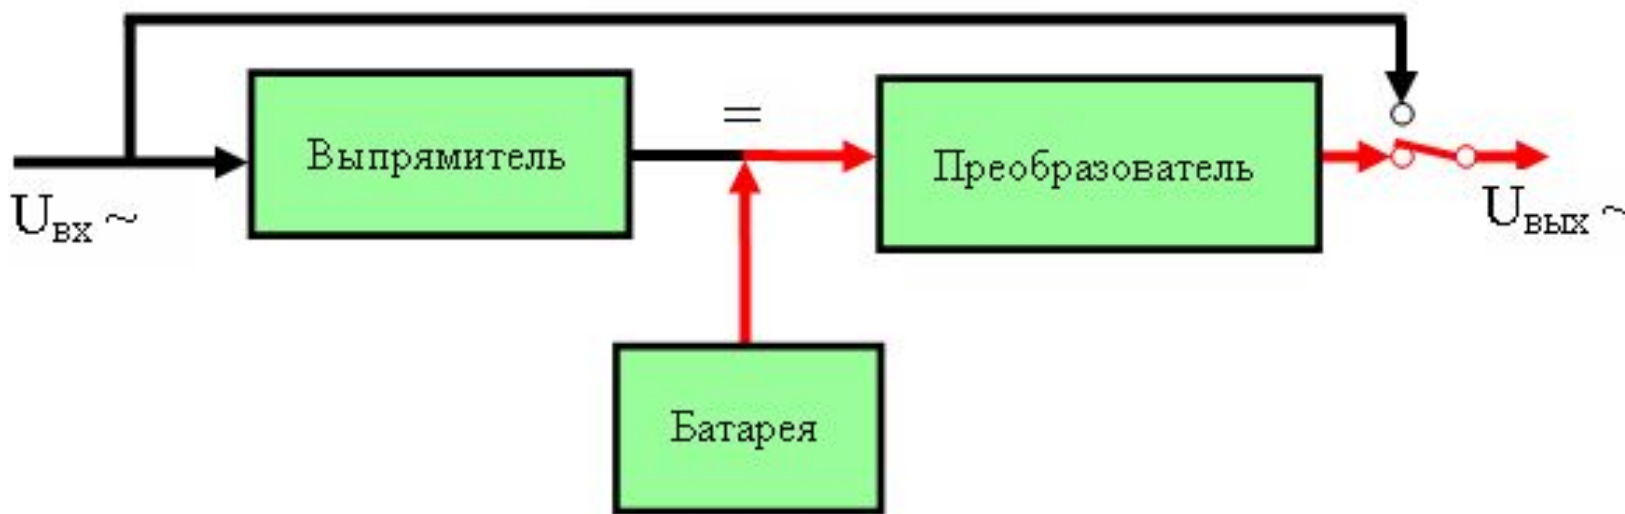 =
Выпрямитель
Преобразователь
Uвх ~
Uвых ~
Батарея